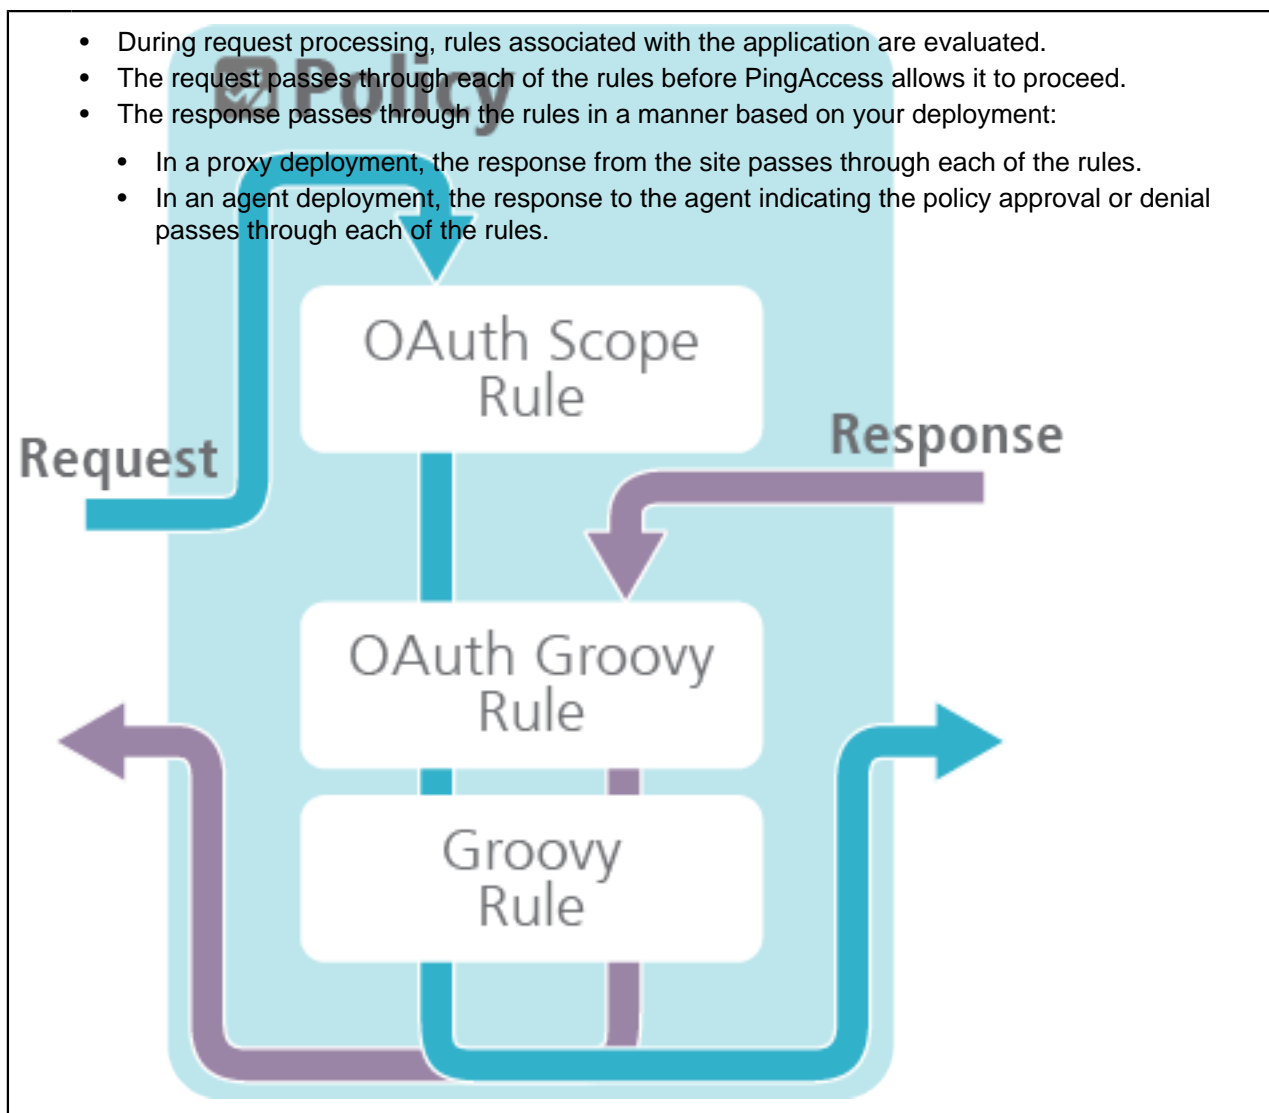 • During request processing, rules associated with the application are evaluated.
• The request passes through each of the rules before PingAccess allows it to proceed.
• The response passes through the rules in a manner based on your deployment:
• In a proxy deployment, the response from the site passes through each of the rules.
• In an agent deployment, the response to the agent indicating the policy approval or denial
passes through each of the rules.
Policy
OAuth Scope
Rule
Request
Response
OAuth Groovy
Rule
Groovy
Rule